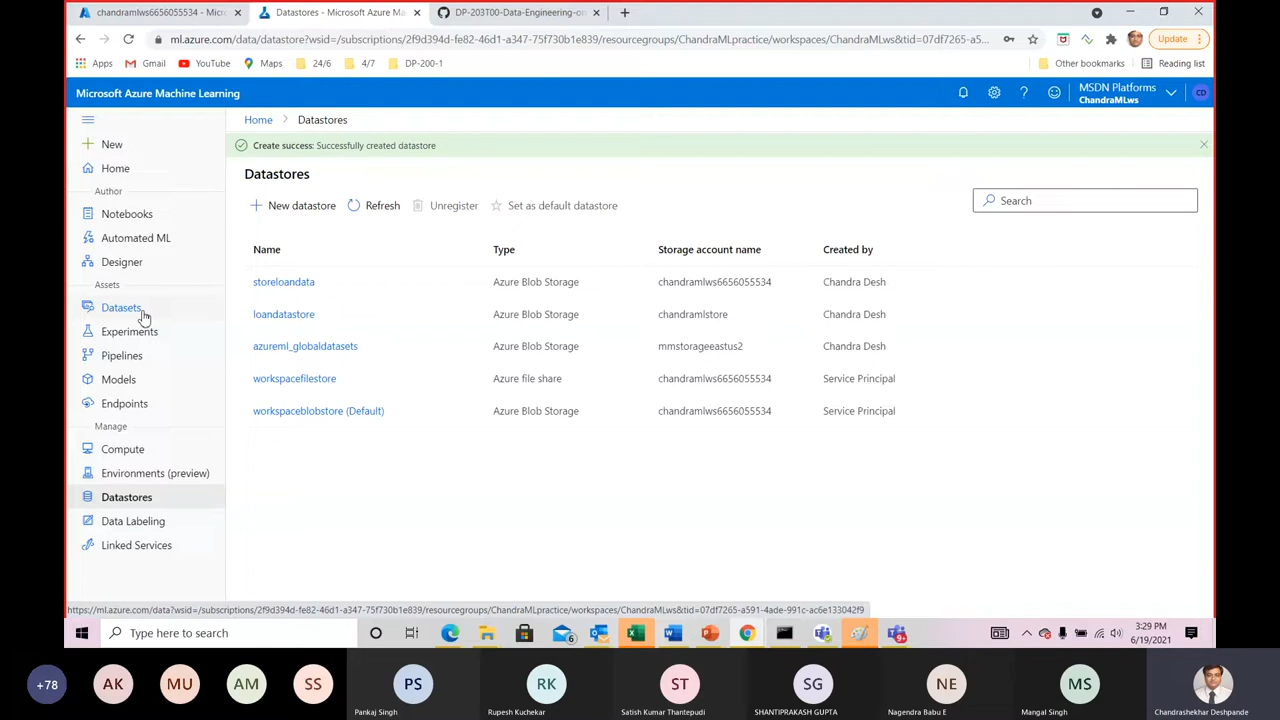 chandramlws6656055534 - Micro
Datastores - Microsoft Azure Ma
DP-203T00-Data-Engineering-on
ml.azure.com/data/datastore?wsid=/subscriptions/2f9d394d-fe82-46d1-a347-75f730b1e839/resourcegroups/ChandraMLpractice/workspaces/ChandraMLws&tid=07df7265-a5...
Update
Apps
Gmail
YouTube
Maps
24/6
4/7
DP-200-1
Other bookmarks
Reading list
Microsoft Azure Machine Learning
MSDN Platforms
ChandraMLws
CD
New
Home
Author
Notebooks
Automated ML
Designer
Assets
Datasets
Experiments
Pipelines
Models
Endpoints
Manage
Compute
Environments (preview)
Datastores
Data Labeling
Linked Services
Home > Datastores
Create success: Successfully created datastore
Datastores
New datastore Refresh Unregister Set as default datastore
Search
Name Type Storage account name Created by
storeloandata Azure Blob Storage chandramlws6656055534 Chandra Desh
loandatastore Azure Blob Storage chandramlstore Chandra Desh
azureml_globaldatasets Azure Blob Storage mmstorageeastus2 Chandra Desh
workspacefilestore Azure file share chandramlws6656055534 Service Principal
workspaceblobstore (Default) Azure Blob Storage chandramlws6656055534 Service Principal
https://ml.azure.com/data?wsid=/subscriptions/2f9d394d-fe82-46d1-a347-75f730b1e839/resourcegroups/ChandraMLpractice/workspaces/ChandraMLws&tid=07df7265-a591-4ade-991c-ac6e133042f9
Type here to search
6
9+
3:29 PM
6/19/2021
+78
AK
MU
AM
SS
PS
Pankaj Singh
RK
Rupesh Kuchekar
ST
Satish Kumar Thantepudi
SG
SHANTIPRAKASH GUPTA
NE
Nagendra Babu E
MS
Mangal Singh
Chandrashekhar Deshpande